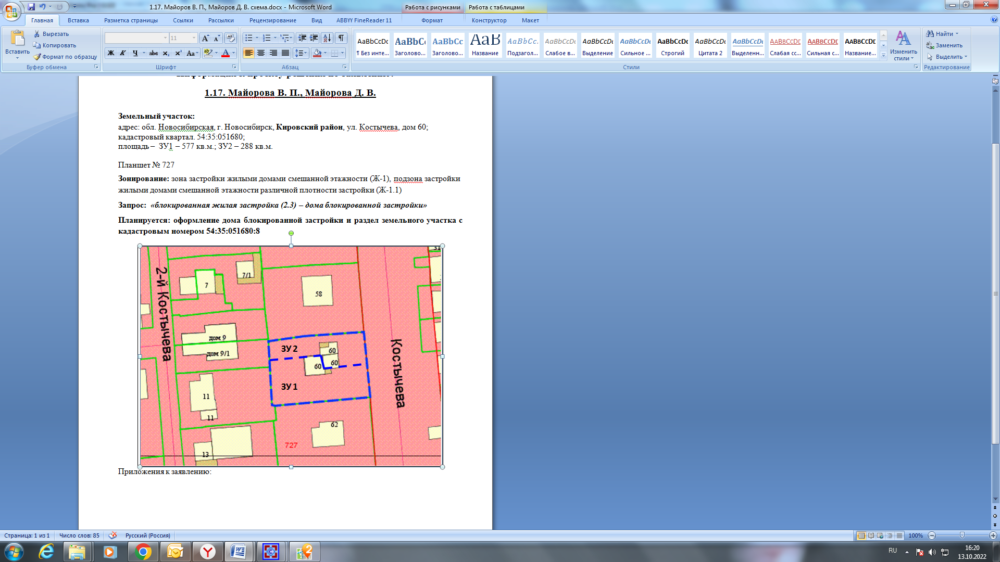 1.17. Майоров В. П., Майоров Д. В. схема.docx - Microsoft Word
Работа с рисунками
Работа с таблицами
Главная
Вставка
Разметка страницы
Ссылки
Рассылки
Рецензирование
Вид
ABBYY FineReader 11
Формат
Конструктор
Макет
Вставить
Вырезать
Копировать
Формат по образцу
Буфер обмена
11
Ж К Ч abc x₂ x² Aa
Шрифт
Абзац
AaBbCcDc
AaBbCc
AaBbCc
AaB
AaBbCc.
AaBbCcDc
AaBbCcDc
AaBbCcDc
AaBbCcDc
AaBbCcDc
AaBbCcDc
AABBCCDE
AABBCCDE
AABBCCDE
¶ Без инте...
Заголово...
Заголово...
Название
Подзагол...
Слабое в...
Выделение
Сильное ...
Строгий
Цитата 2
Выделенн...
Слабая сс...
Сильная с...
Название...
Изменить
стили
Стили
Найти
Заменить
Выделить
Редактирование
1.17. Майорова В. П., Майорова Д. В.
Земельный участок:
адрес: обл. Новосибирская, г. Новосибирск, Кировский район, ул. Костычева, дом 60;
кадастровый квартал. 54:35:051680;
площадь – ЗУ1 – 577 кв.м.; ЗУ2 – 288 кв.м.
Планшет № 727
Зонирование: зона застройки жилыми домами смешанной этажности (Ж-1), подзона застройки
жилыми домами смешанной этажности различной плотности застройки (Ж-1.1)
Запрос: «блокированная жилая застройка (2.3) – дома блокированной застройки»
Планируется: оформление дома блокированной застройки и раздел земельного участка с
кадастровым номером 54:35:051680:8
2-й Костычева
7
7/1
58
31
дом 9
дом 9/1
ЗУ 2
60
60
60
ЗУ 1
Костычева
11
11
62
727
13
Приложения к заявлению:
Страница: 1 из 1
Число слов: 85
Русский (Россия)
100%
RU
16:20
13.10.2022